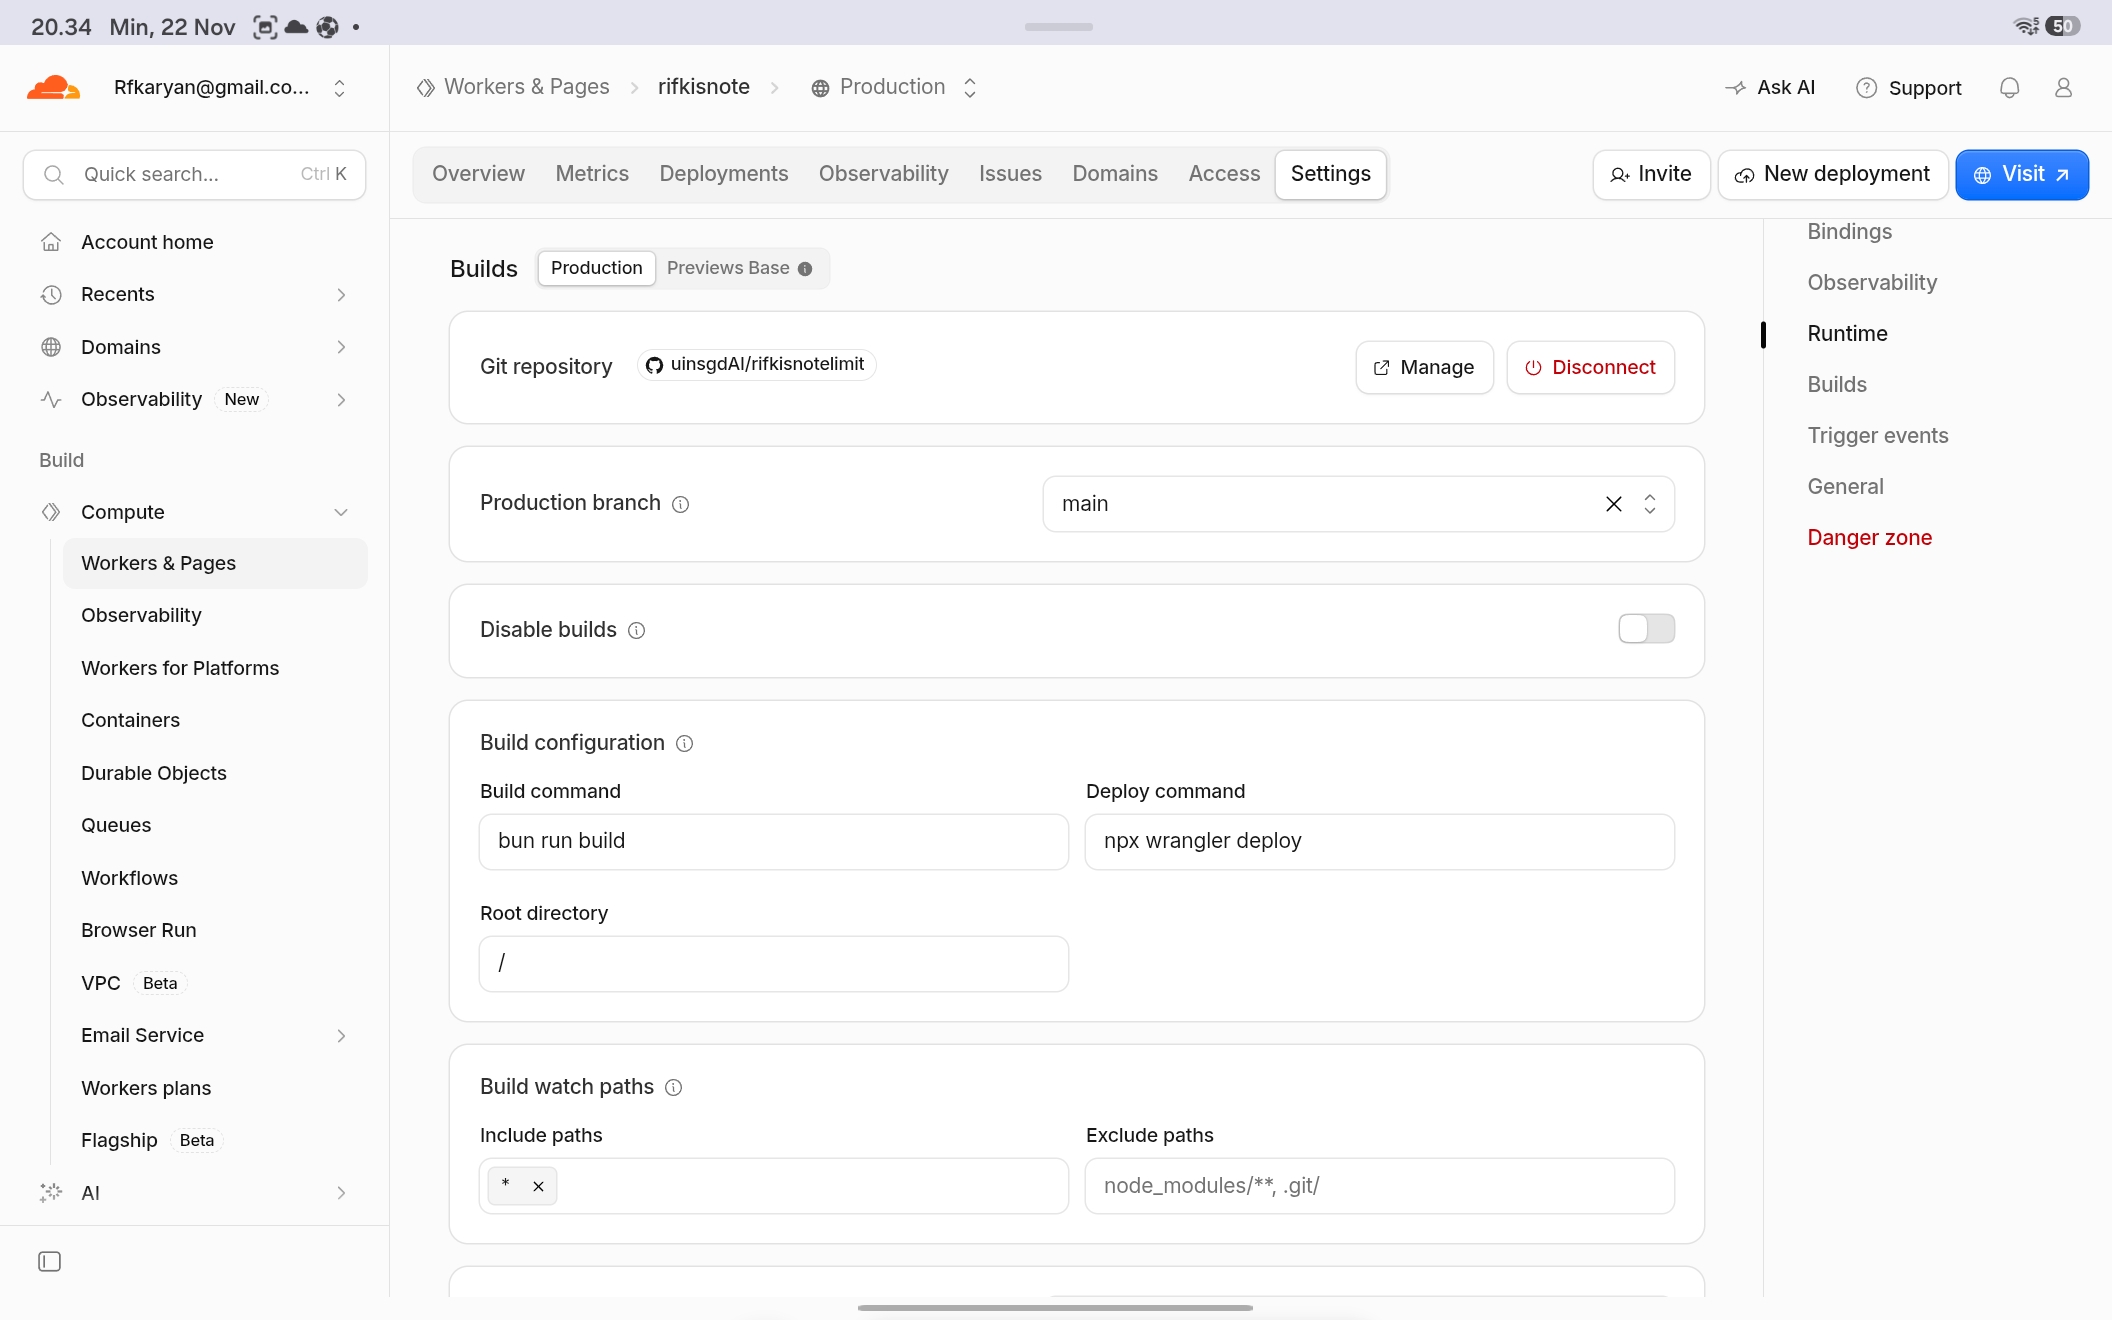 20.34 Min, 22 Nov
50
Rfkaryan@gmail.co...
Workers & Pages
rifkisnote
Production
Ask AI
Support
Quick search...
Ctrl K
Overview
Metrics
Deployments
Observability
Issues
Domains
Access
Settings
Invite
New deployment
Visit
Account home
Recents
Domains
Observability New
Build
Compute
Workers & Pages
Observability
Workers for Platforms
Containers
Durable Objects
Queues
Workflows
Browser Run
VPC Beta
Email Service
Workers plans
Flagship Beta
AI
Builds
Production
Previews Base
Git repository
uinsgdAI/rifkisnotelimit
Manage
Disconnect
Production branch
main
Disable builds
Build configuration
Build command
Deploy command
bun run build
npx wrangler deploy
Root directory
/
Build watch paths
Include paths
Exclude paths
*
node_modules/**, .git/
Bindings
Observability
Runtime
Builds
Trigger events
General
Danger zone